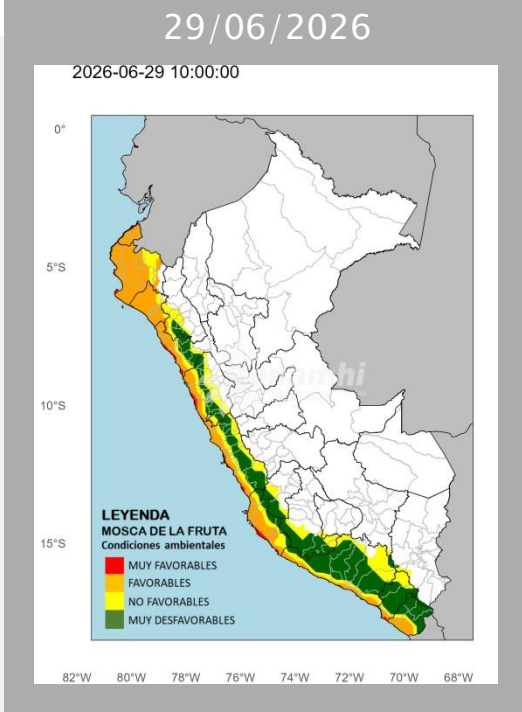 29/06/2026
2026-06-29 10:00:00
0°
5°S
10°S
15°S
LEYENDA
MOSCA DE LA FRUTA
Condiciones ambientales
MUY FAVORABLES
FAVORABLES
NO FAVORABLES
MUY DESFAVORABLES
82°W 80°W 78°W 76°W 74°W 72°W 70°W 68°W